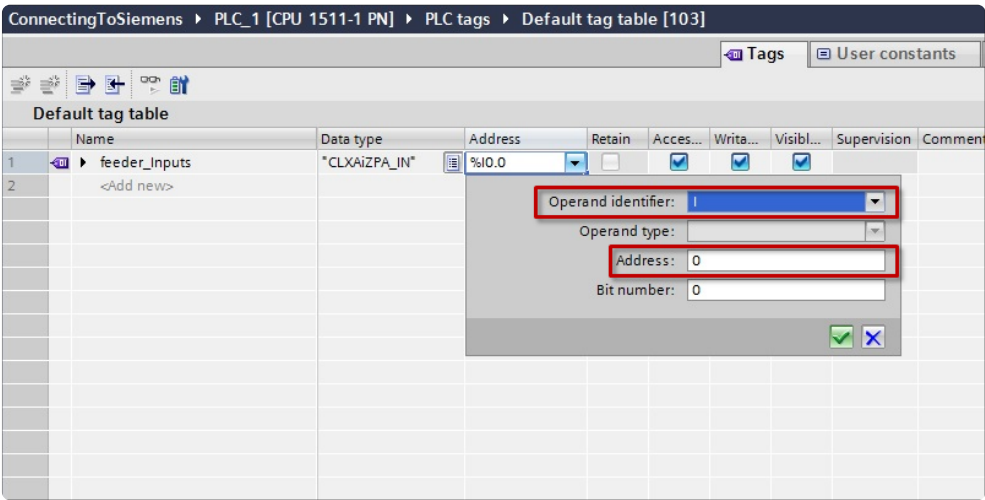 ConnectingToSiemens ▸ PLC_1 [CPU 1511-1 PN] ▸ PLC tags ▸ Default tag table [103]
Tags User constants
Default tag table
Name Data type Address Retain Acces... Writa... Visibl... Supervision Comment
1 feeder_Inputs "CLXAiZPA_IN" %I0.0
2 <Add new>
Operand identifier: I
Operand type:
Address: 0
Bit number: 0